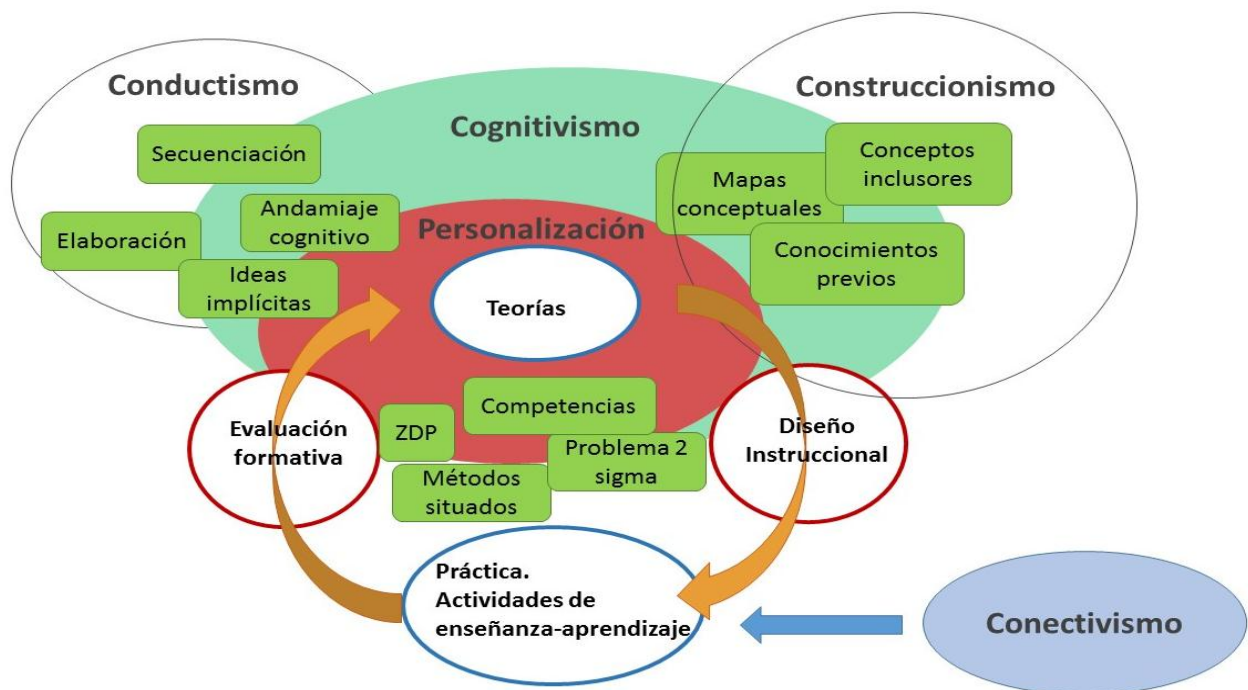 Conductismo
Construccionismo
Cognitivismo
Secuenciación
Conceptos
inclusores
Mapas
conceptuales
Andamiaje
cognitivo
Elaboración
Personalización
Conocimientos
previos
Ideas
implícitas
Teorías
Evaluación
formativa
ZDP
Competencias
Problema 2
sigma
Métodos
situados
Diseño
Instruccional
Práctica.
Actividades de
enseñanza-aprendizaje
Conectivismo